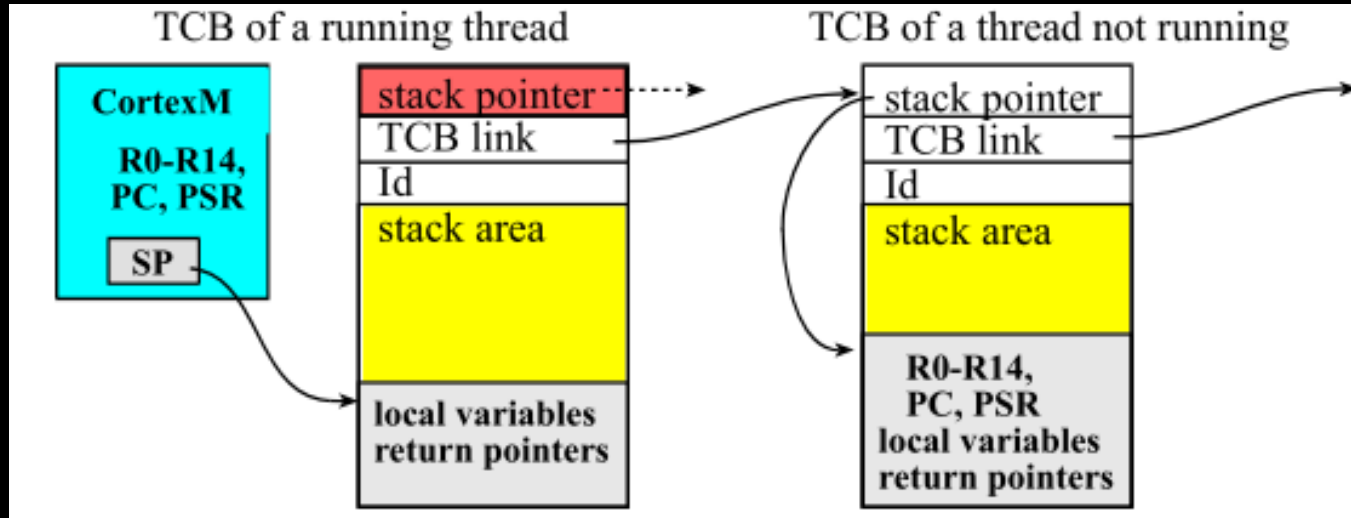 TCB of a running thread
TCB of a thread not running
CortexM
R0-R14,
PC, PSR
SP
stack pointer
TCB link
Id
stack area
local variables
return pointers
stack pointer
TCB link
Id
stack area
R0-R14,
PC, PSR
local variables
return pointers